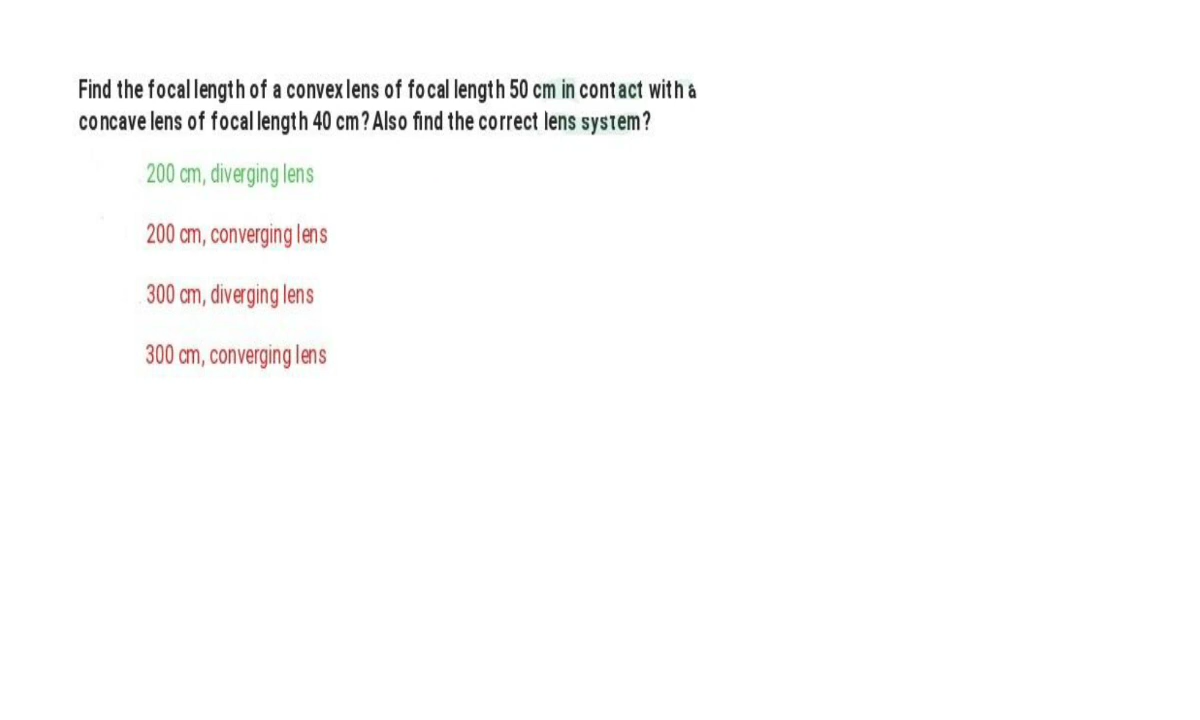 Find the focal length of a convex lens of focal length 50 cm in contact with a
concave lens of focal length 40 cm? Also find the correct lens system?
200 cm, diverging lens
200 cm, converging lens
300 cm, diverging lens
300 cm, converging lens